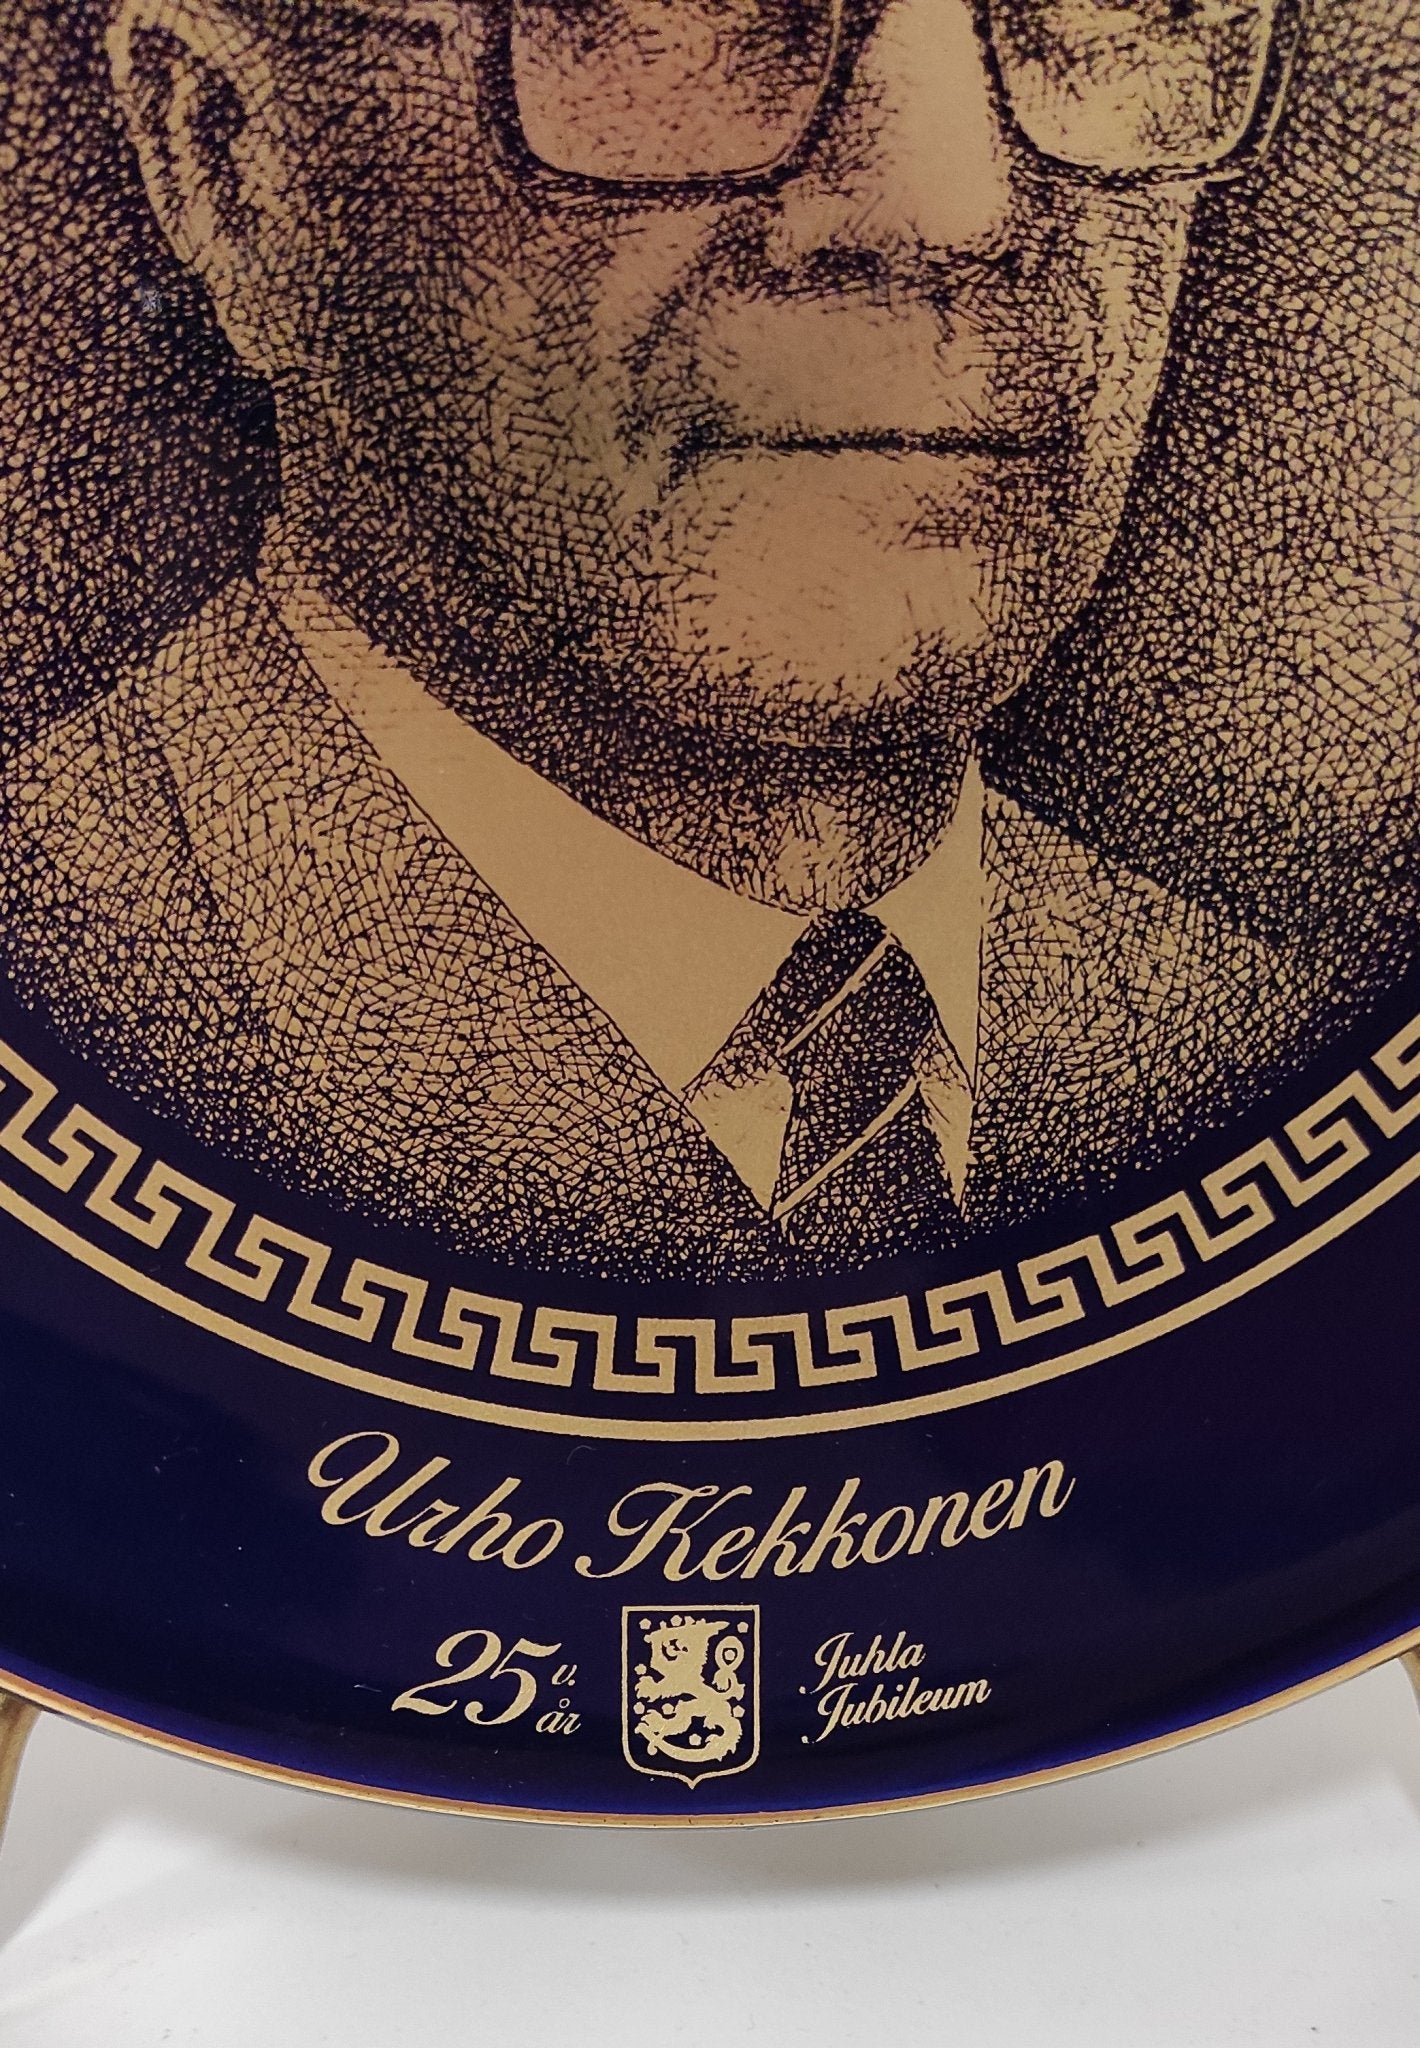 Urho Kekkonen
25 v. år
Juhla
Jubileum